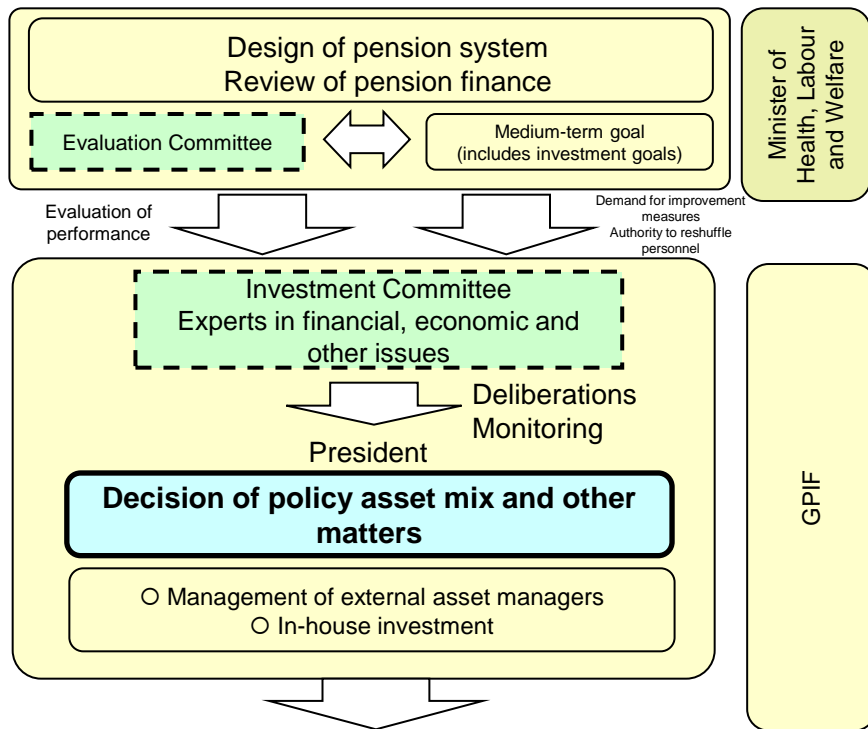 Design of pension system
Review of pension finance
Evaluation Committee
Medium-term goal
(includes investment goals)
Minister of
Health, Labour
and Welfare
Evaluation of
performance
Demand for improvement
measures
Authority to reshuffle
personnel
Investment Committee
Experts in financial, economic and
other issues
Deliberations
Monitoring
President
Decision of policy asset mix and other
matters
○ Management of external asset managers
○ In-house investment
GPIF